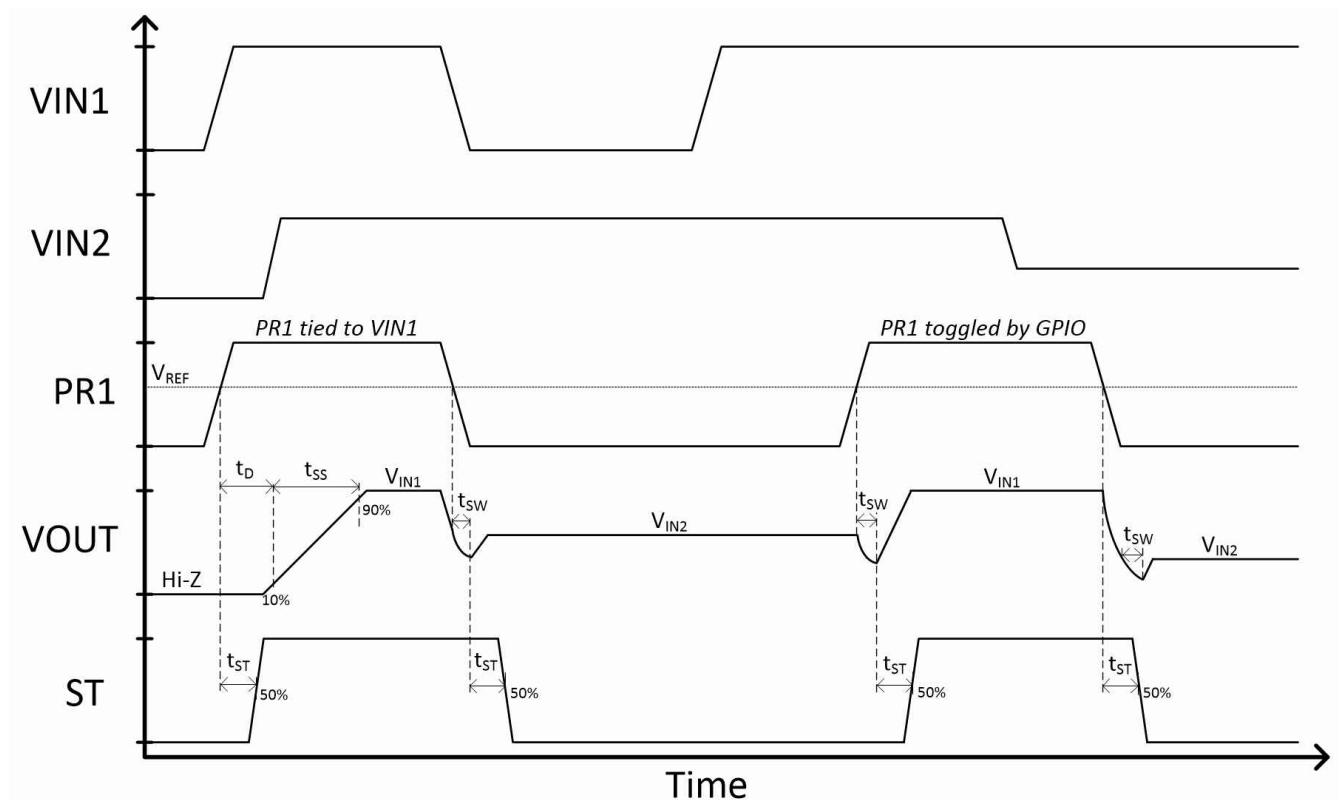 VIN1
VIN2
PR1 tied to VIN1
PR1 toggled by GPIO
VREF
PR1
tD
tSS
VIN1
90%
tSW
VIN2
tSW
VIN1
tSW
VIN2
VOUT
Hi-Z
10%
ST
tST
50%
tST
50%
tST
50%
tST
50%
Time